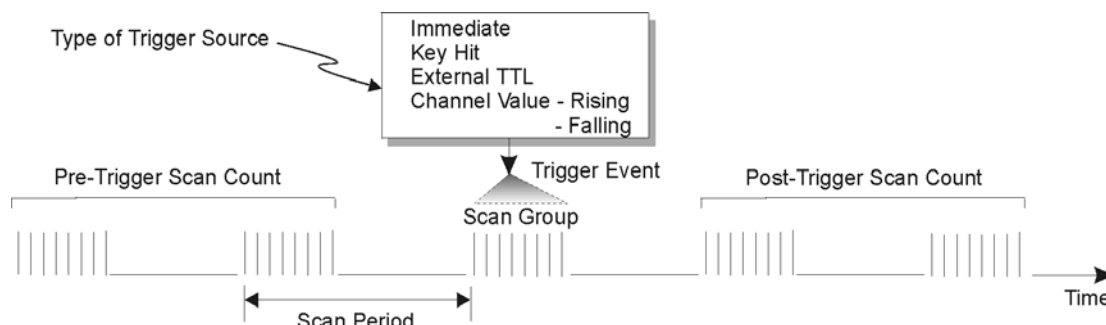 Type of Trigger Source
Immediate
Key Hit
External TTL
Channel Value - Rising
- Falling
Trigger Event
Pre-Trigger Scan Count
Post-Trigger Scan Count
Scan Group
Time
Scan Period